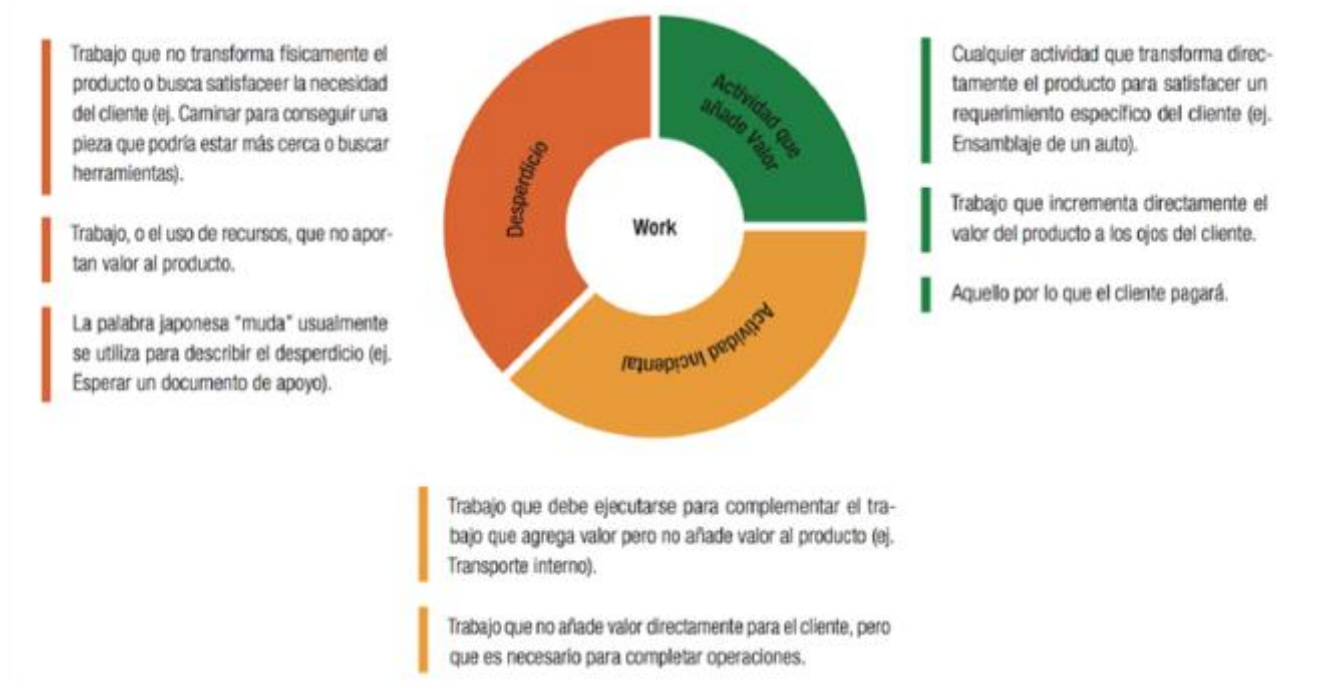 Trabajo que no transforma físicamente el
producto o busca satisfaceer la necesidad
del cliente (ej. Caminar para conseguir una
pieza que podría estar más cerca o buscar
herramientas).
Trabajo, o el uso de recursos, que no apor-
tan valor al producto.
La palabra japonesa "muda" usualmente
se utiliza para describir el desperdicio (ej.
Esperar un documento de apoyo).
Desperdicio
Work
Actividad que
añade Valor
Actividad Incidental
Cualquier actividad que transforma direc-
tamente el producto para satisfacer un
requerimiento específico del cliente (ej.
Ensamblaje de un auto).
Trabajo que incrementa directamente el
valor del producto a los ojos del cliente.
Aquello por lo que el cliente pagará.
Trabajo que debe ejecutarse para complementar el tra-
bajo que agrega valor pero no añade valor al producto (ej.
Transporte interno).
Trabajo que no añade valor directamente para el cliente, pero
que es necesario para completar operaciones.